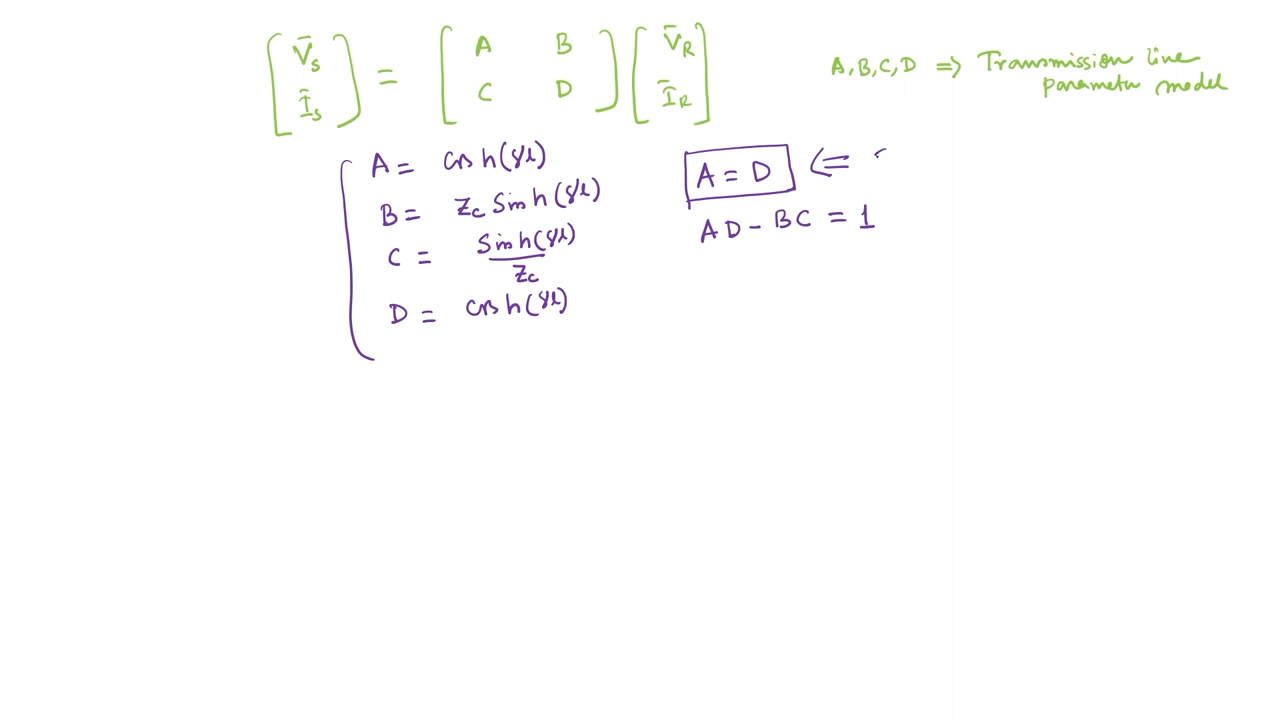 [V̄s Īs] = [A B C D] [V̄R ĪR]
A, B, C, D ⇒ Transmission line
parameter model
A = cosh(γl)
B = Zc Sinh(γl)
C = Sinh(γl) / Zc
D = cosh(γl)
A = D ⇐
AD - BC = 1